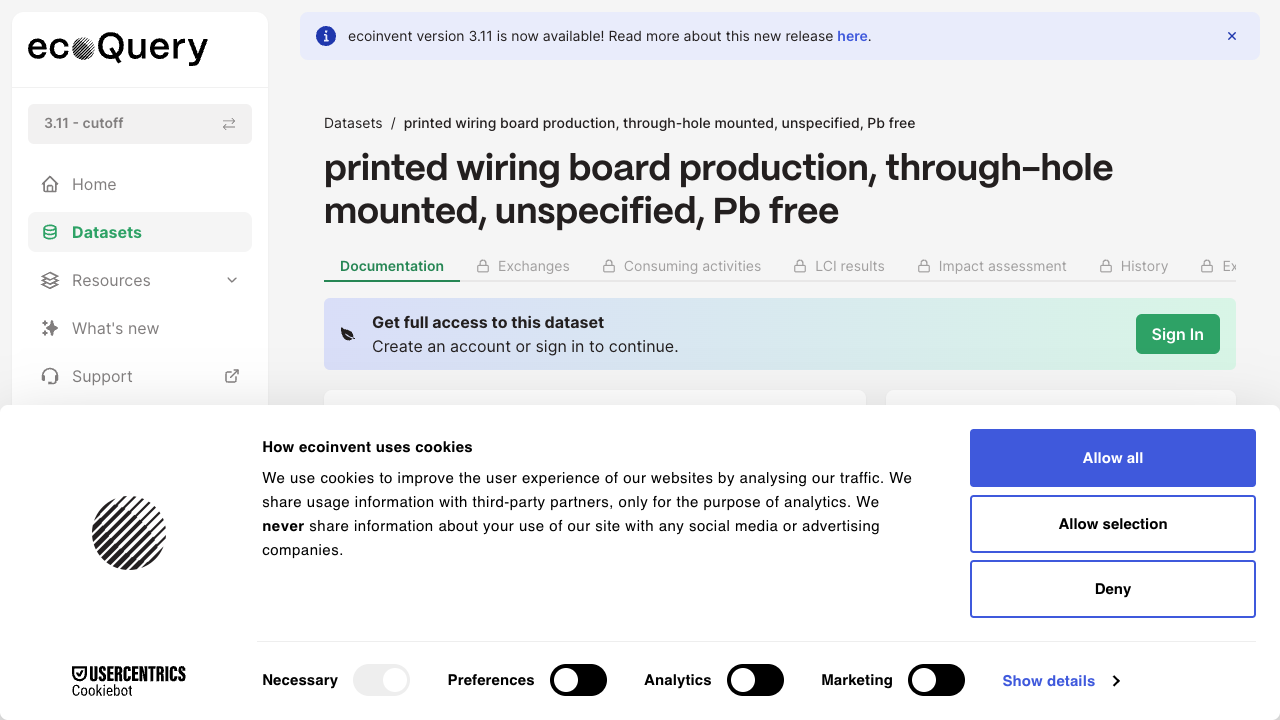 ecoQuery
ecoinvent version 3.11 is now available! Read more about this new release here.
3.11 - cutoff
Home
Datasets
Resources
What's new
Support
Datasets / printed wiring board production, through-hole mounted, unspecified, Pb free
printed wiring board production, through-hole
mounted, unspecified, Pb free
Documentation
Exchanges
Consuming activities
LCI results
Impact assessment
History
Ex
Get full access to this dataset
Create an account or sign in to continue.
Sign In
How ecoinvent uses cookies
We use cookies to improve the user experience of our websites by analysing our traffic. We
share usage information with third-party partners, only for the purpose of analytics. We
never share information about your use of our site with any social media or advertising
companies.
Allow all
Allow selection
Deny
USERCENTRICS
Cookiebot
Necessary
Preferences
Analytics
Marketing
Show details